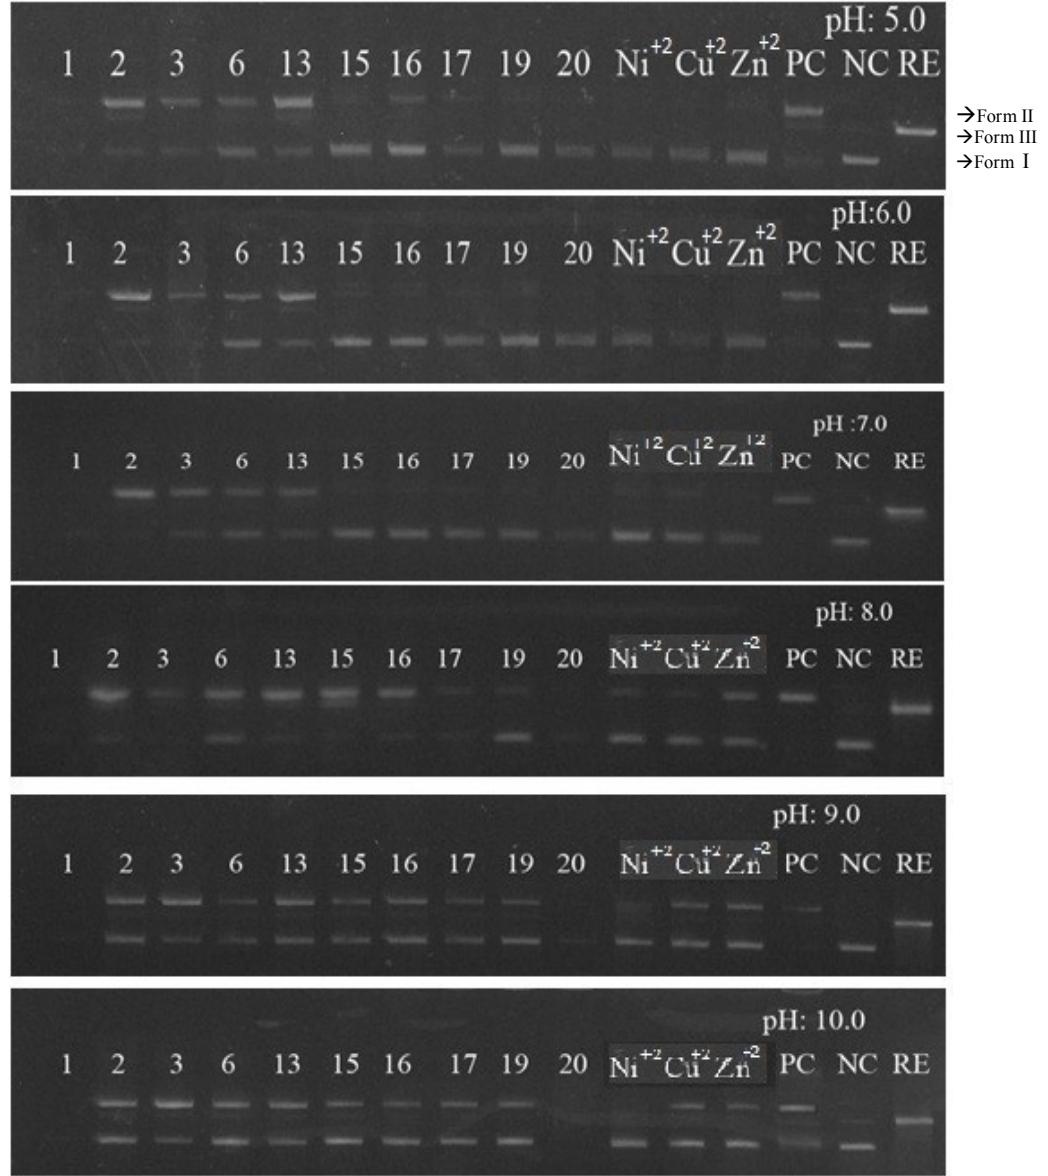 pH: 5.0
1 2 3 6 13 15 16 17 19 20 Ni+2 Cu+2 Zn+2 PC NC RE
→Form II
→Form III
→Form I
pH:6.0
1 2 3 6 13 15 16 17 19 20 Ni+2 Cu+2 Zn+2 PC NC RE
pH :7.0
1 2 3 6 13 15 16 17 19 20 Ni+2 Cu+2 Zn+2 PC NC RE
pH: 8.0
1 2 3 6 13 15 16 17 19 20 Ni+2 Cu+2 Zn+2 PC NC RE
pH: 9.0
1 2 3 6 13 15 16 17 19 20 Ni+2 Cu+2 Zn+2 PC NC RE
pH: 10.0
1 2 3 6 13 15 16 17 19 20 Ni+2 Cu+2 Zn+2 PC NC RE